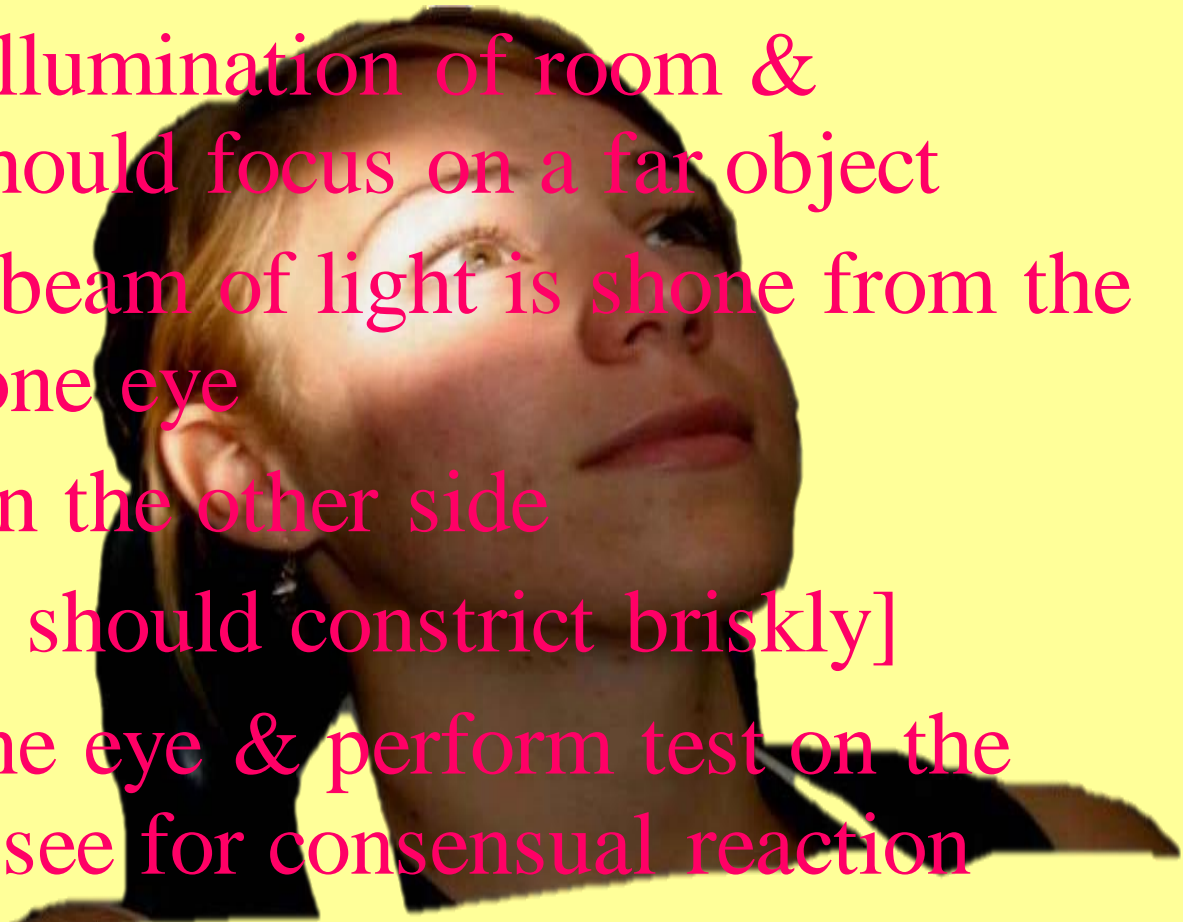 llumination of room &
hould focus on a far object
beam of light is shone from the
one eye
n the other side
should constrict briskly]
ne eye & perform test on the
see for consensual reaction